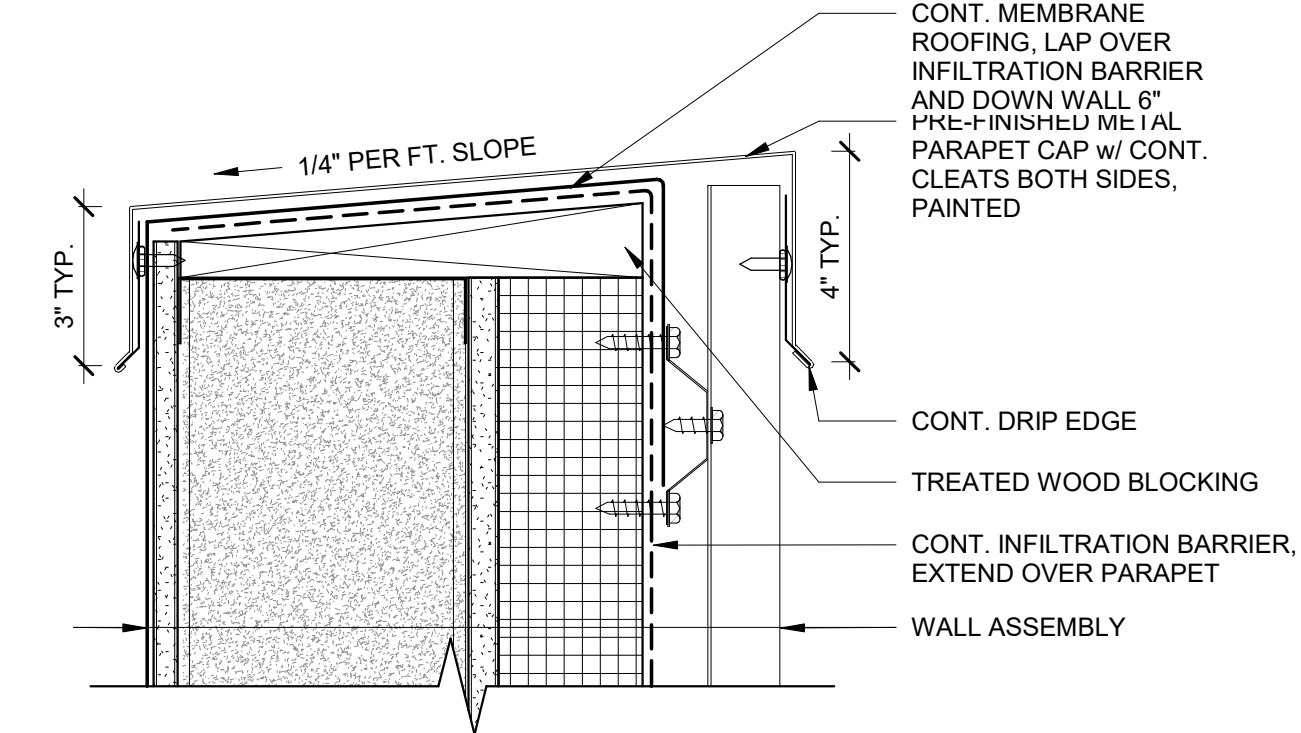 CONT. MEMBRANE
ROOFING, LAP OVER
INFILTRATION BARRIER
AND DOWN WALL 6"
PRE-FINISHED METAL
PARAPET CAP w/ CONT.
CLEATS BOTH SIDES,
PAINTED
1/4" PER FT. SLOPE
3" TYP.
4" TYP.
CONT. DRIP EDGE
TREATED WOOD BLOCKING
CONT. INFILTRATION BARRIER,
EXTEND OVER PARAPET
WALL ASSEMBLY